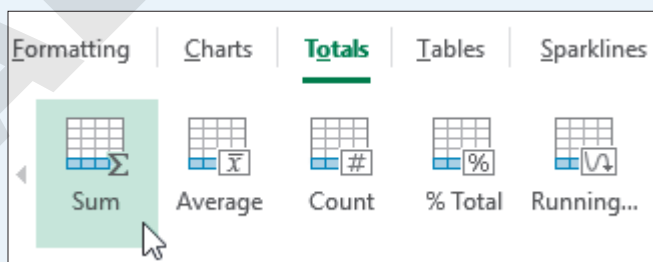 Formatting Charts Totals Tables Sparklines
Σ x̅ # %
Sum Average Count % Total Running...